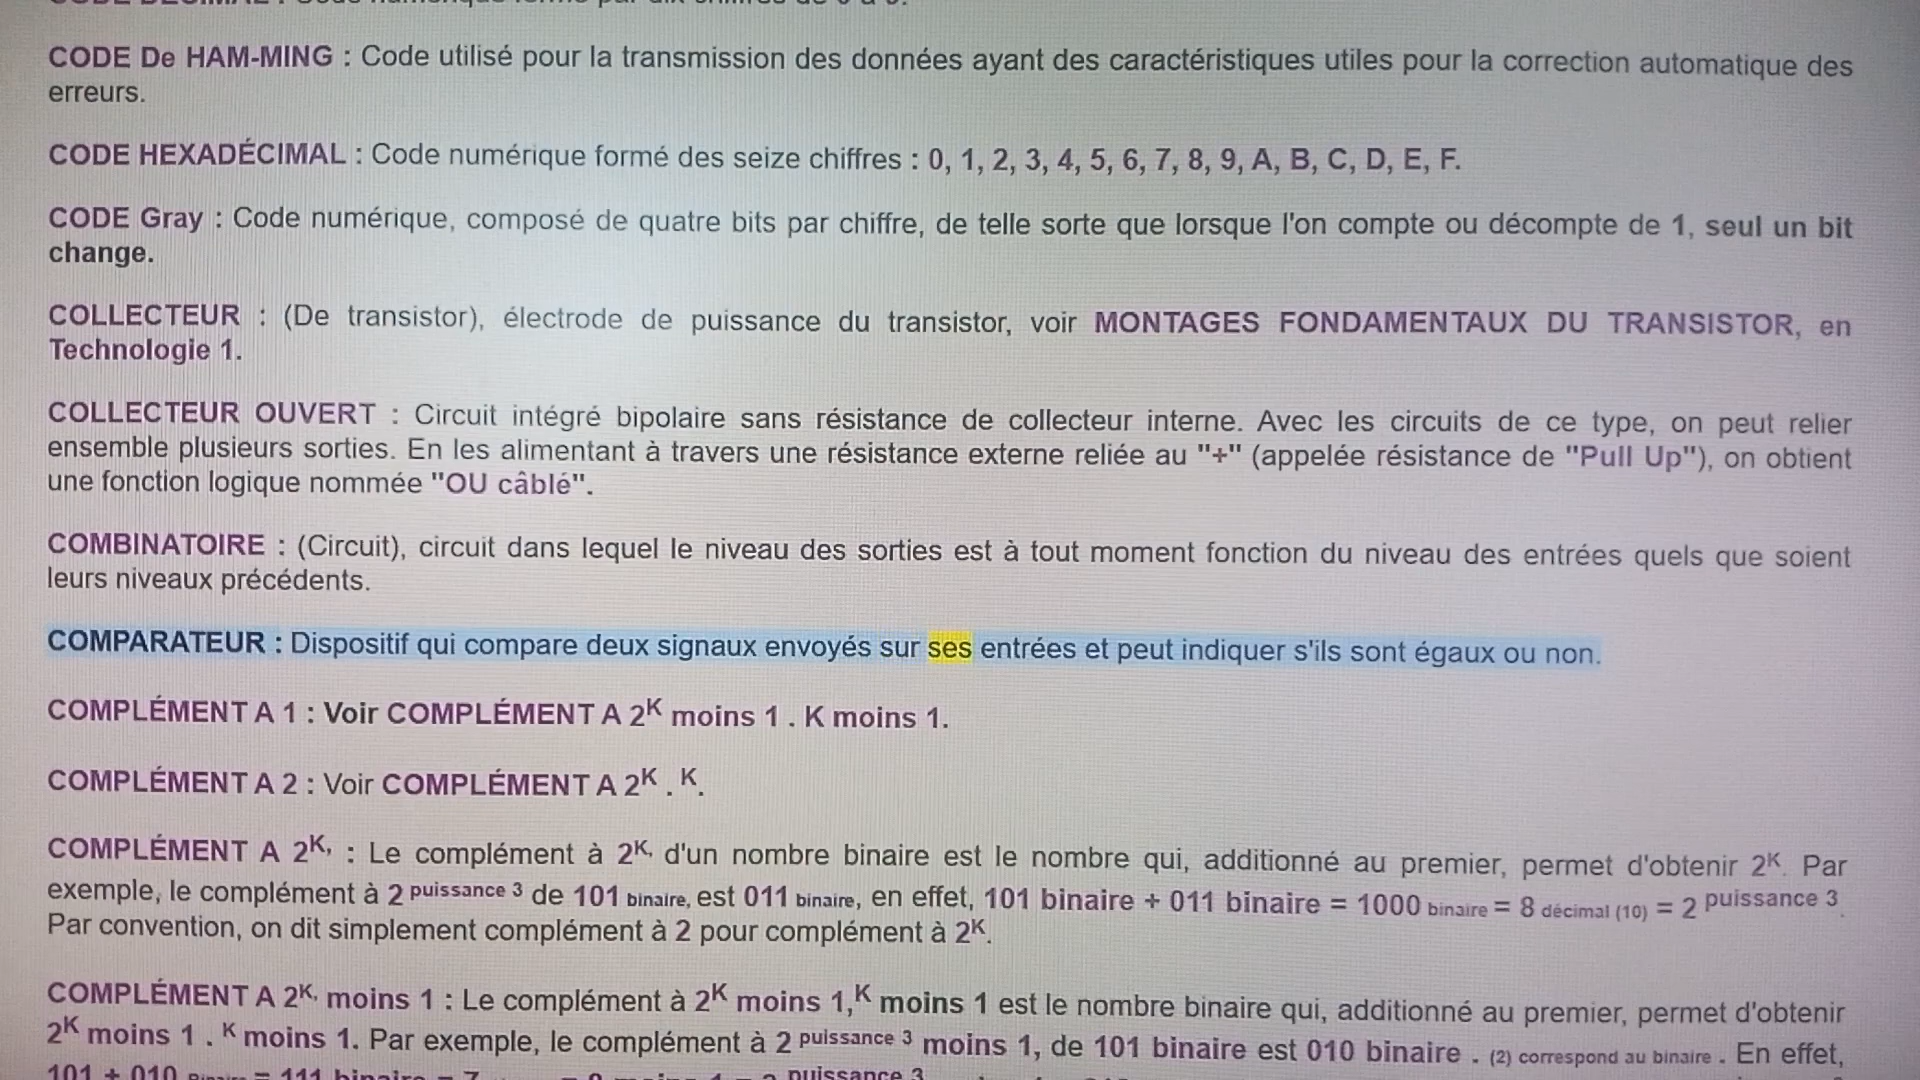 CODE De HAM-MING : Code utilisé pour la transmission des données ayant des caractéristiques utiles pour la correction automatique des
erreurs.
CODE HEXADÉCIMAL : Code numérique formé des seize chiffres : 0, 1, 2, 3, 4, 5, 6, 7, 8, 9, A, B, C, D, E, F.
CODE Gray : Code numérique, composé de quatre bits par chiffre, de telle sorte que lorsque l'on compte ou décompte de 1, seul un bit
change.
COLLECTEUR : (De transistor), électrode de puissance du transistor, voir MONTAGES FONDAMENTAUX DU TRANSISTOR, en
Technologie 1.
COLLECTEUR OUVERT : Circuit intégré bipolaire sans résistance de collecteur interne. Avec les circuits de ce type, on peut relier
ensemble plusieurs sorties. En les alimentant à travers une résistance externe reliée au "+" (appelée résistance de "Pull Up"), on obtient
une fonction logique nommée "OU câblé".
COMBINATOIRE : (Circuit), circuit dans lequel le niveau des sorties est à tout moment fonction du niveau des entrées quels que soient
leurs niveaux précédents.
COMPARATEUR : Dispositif qui compare deux signaux envoyés sur ses entrées et peut indiquer s'ils sont égaux ou non.
COMPLÉMENT A 1 : Voir COMPLÉMENT A 2K moins 1 . K moins 1.
COMPLÉMENT A 2 : Voir COMPLÉMENT A 2K . K.
COMPLÉMENT A 2K, : Le complément à 2K, d'un nombre binaire est le nombre qui, additionné au premier, permet d'obtenir 2K. Par
exemple, le complément à 2 puissance 3 de 101 binaire, est 011 binaire, en effet, 101 binaire + 011 binaire = 1000 binaire = 8 décimal (10) = 2 puissance 3.
Par convention, on dit simplement complément à 2 pour complément à 2K.
COMPLÉMENT A 2K, moins 1 : Le complément à 2K moins 1,K moins 1 est le nombre binaire qui, additionné au premier, permet d'obtenir
2K moins 1 . K moins 1. Par exemple, le complément à 2 puissance 3 moins 1, de 101 binaire est 010 binaire . (2) correspond au binaire . En effet,
101 + 010 Binaire = 111 binaire = 7 puissance 3